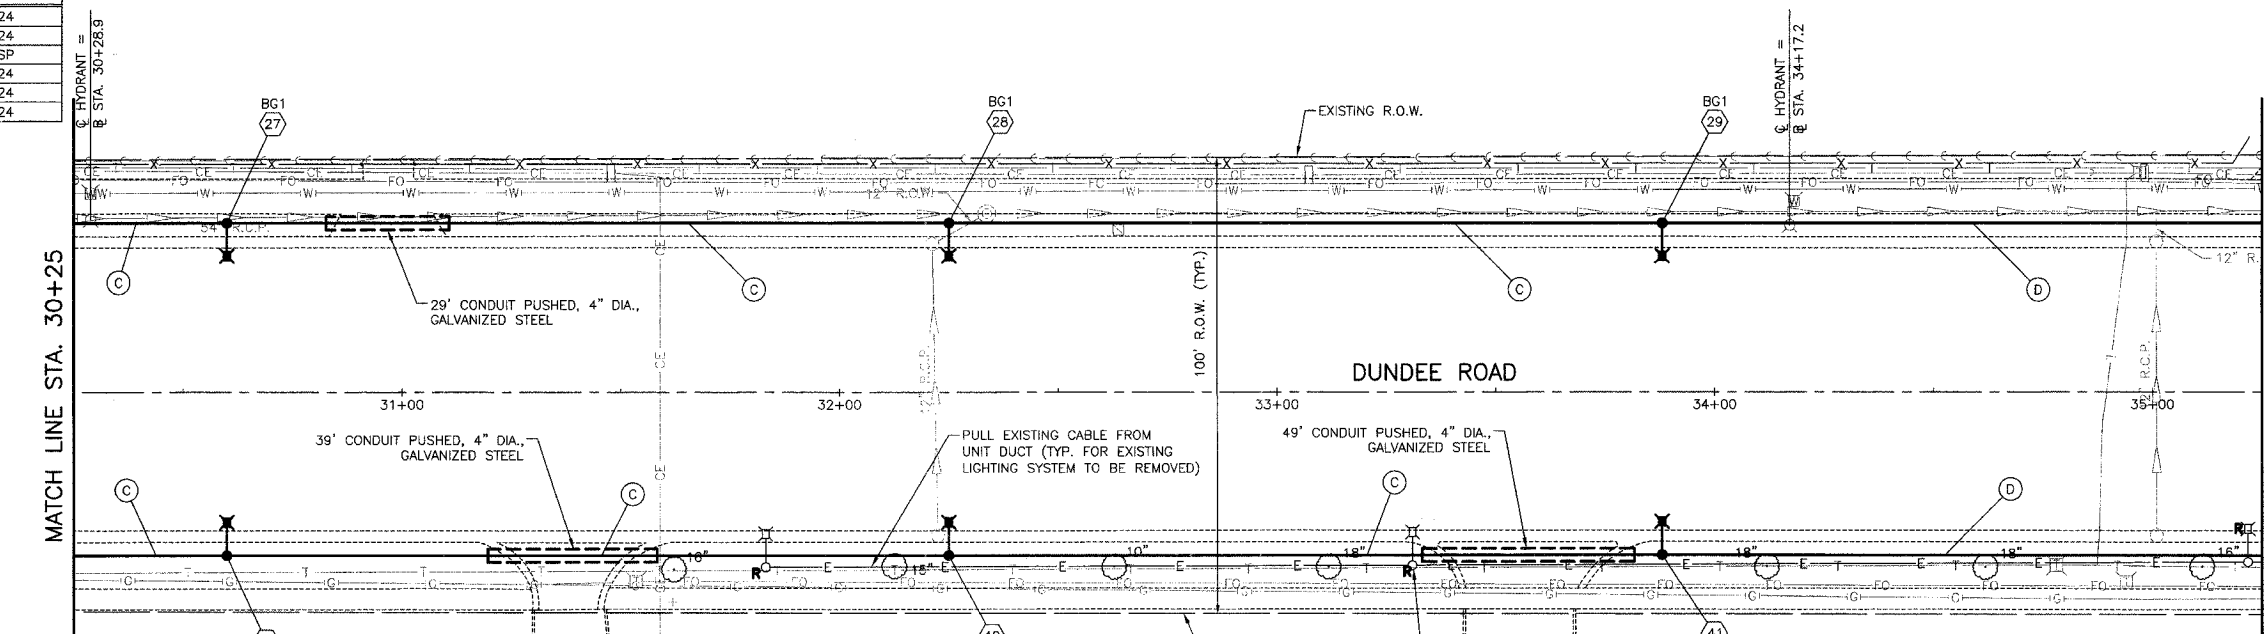 24
24
SP
24
24
24
℄ HYDRANT =
B STA. 30+28.9
BG1
27
BG1
28
EXISTING R.O.W.
BG1
29
℄ HYDRANT =
B STA. 34+17.2
12" R.O.W.
54" R.C.P.
C
29' CONDUIT PUSHED, 4" DIA.,
GALVANIZED STEEL
C
C
D
12" R.
MATCH LINE STA. 30+25
100' R.O.W. (TYP.)
12" R.C.P.
12" R.C.P.
DUNDEE ROAD
31+00
32+00
33+00
34+00
35+00
39' CONDUIT PUSHED, 4" DIA.,
GALVANIZED STEEL
PULL EXISTING CABLE FROM
UNIT DUCT (TYP. FOR EXISTING
LIGHTING SYSTEM TO BE REMOVED)
49' CONDUIT PUSHED, 4" DIA.,
GALVANIZED STEEL
C
C
C
D
16"
R
15"
10"
18"
R
18"
18"
16"
R
41